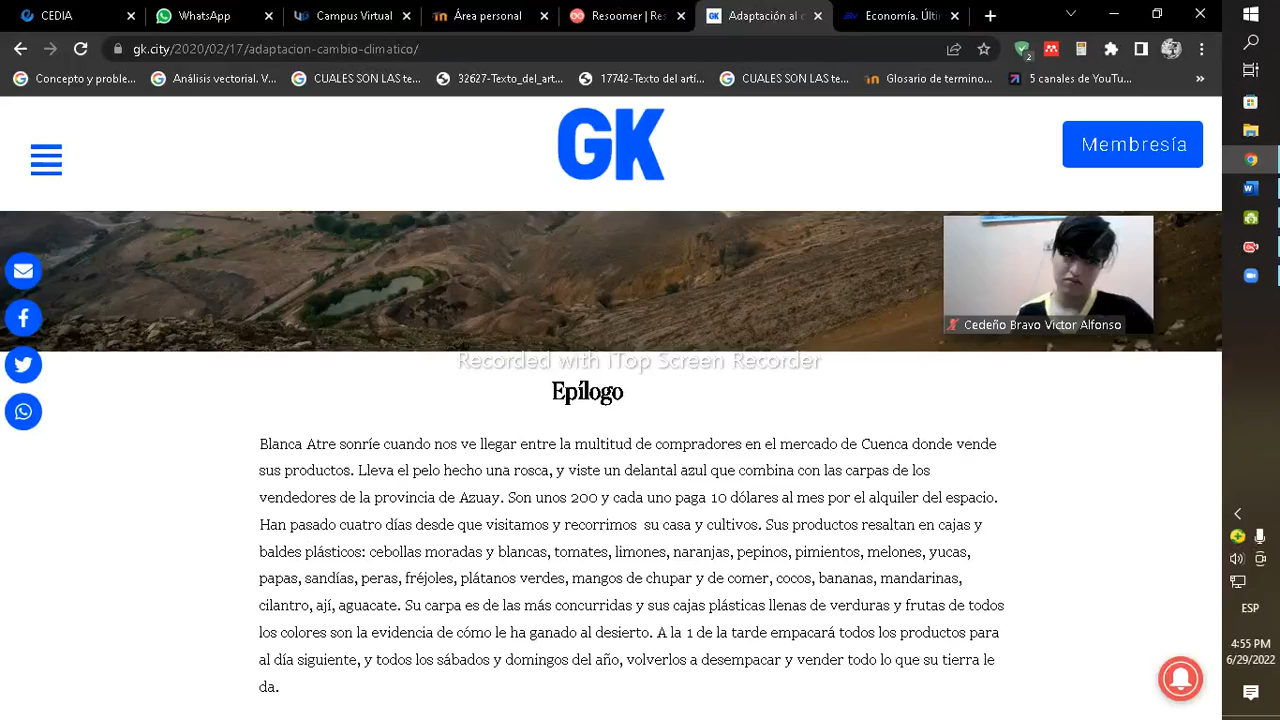 CEDIA
WhatsApp
Campus Virtual
Área personal
Resoomer | Res
Adaptación al c
Economía. Últir
gk.city/2020/02/17/adaptacion-cambio-climatico/
2
Concepto y proble...
Análisis vectorial. V...
CUALES SON LAS te...
32627-Texto_del_art...
17742-Texto del artí...
CUALES SON LAS te...
Glosario de termino...
5 canales de YouTu...
GK
Membresía
Cedeño Bravo Victor Alfonso
Recorded with iTop Screen Recorder
Epílogo
Blanca Atre sonríe cuando nos ve llegar entre la multitud de compradores en el mercado de Cuenca donde vende
sus productos. Lleva el pelo hecho una rosca, y viste un delantal azul que combina con las carpas de los
vendedores de la provincia de Azuay. Son unos 200 y cada uno paga 10 dólares al mes por el alquiler del espacio.
Han pasado cuatro días desde que visitamos y recorrimos su casa y cultivos. Sus productos resaltan en cajas y
baldes plásticos: cebollas moradas y blancas, tomates, limones, naranjas, pepinos, pimientos, melones, yucas,
papas, sandías, peras, fréjoles, plátanos verdes, mangos de chupar y de comer, cocos, bananas, mandarinas,
cilantro, ají, aguacate. Su carpa es de las más concurridas y sus cajas plásticas llenas de verduras y frutas de todos
los colores son la evidencia de cómo le ha ganado al desierto. A la 1 de la tarde empacará todos los productos para
al día siguiente, y todos los sábados y domingos del año, volverlos a desempacar y vender todo lo que su tierra le
da.
ESP
4:55 PM
6/29/2022